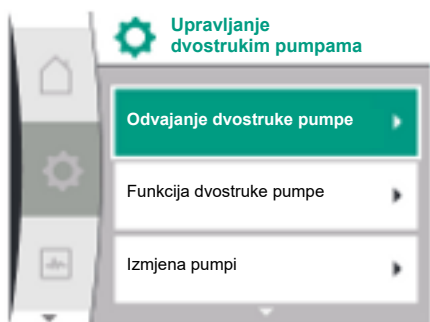 Upravljanje
dvostrukim pumpama
Odvajanje dvostruke pumpe
Funkcija dvostruke pumpe
Izmjena pumpi